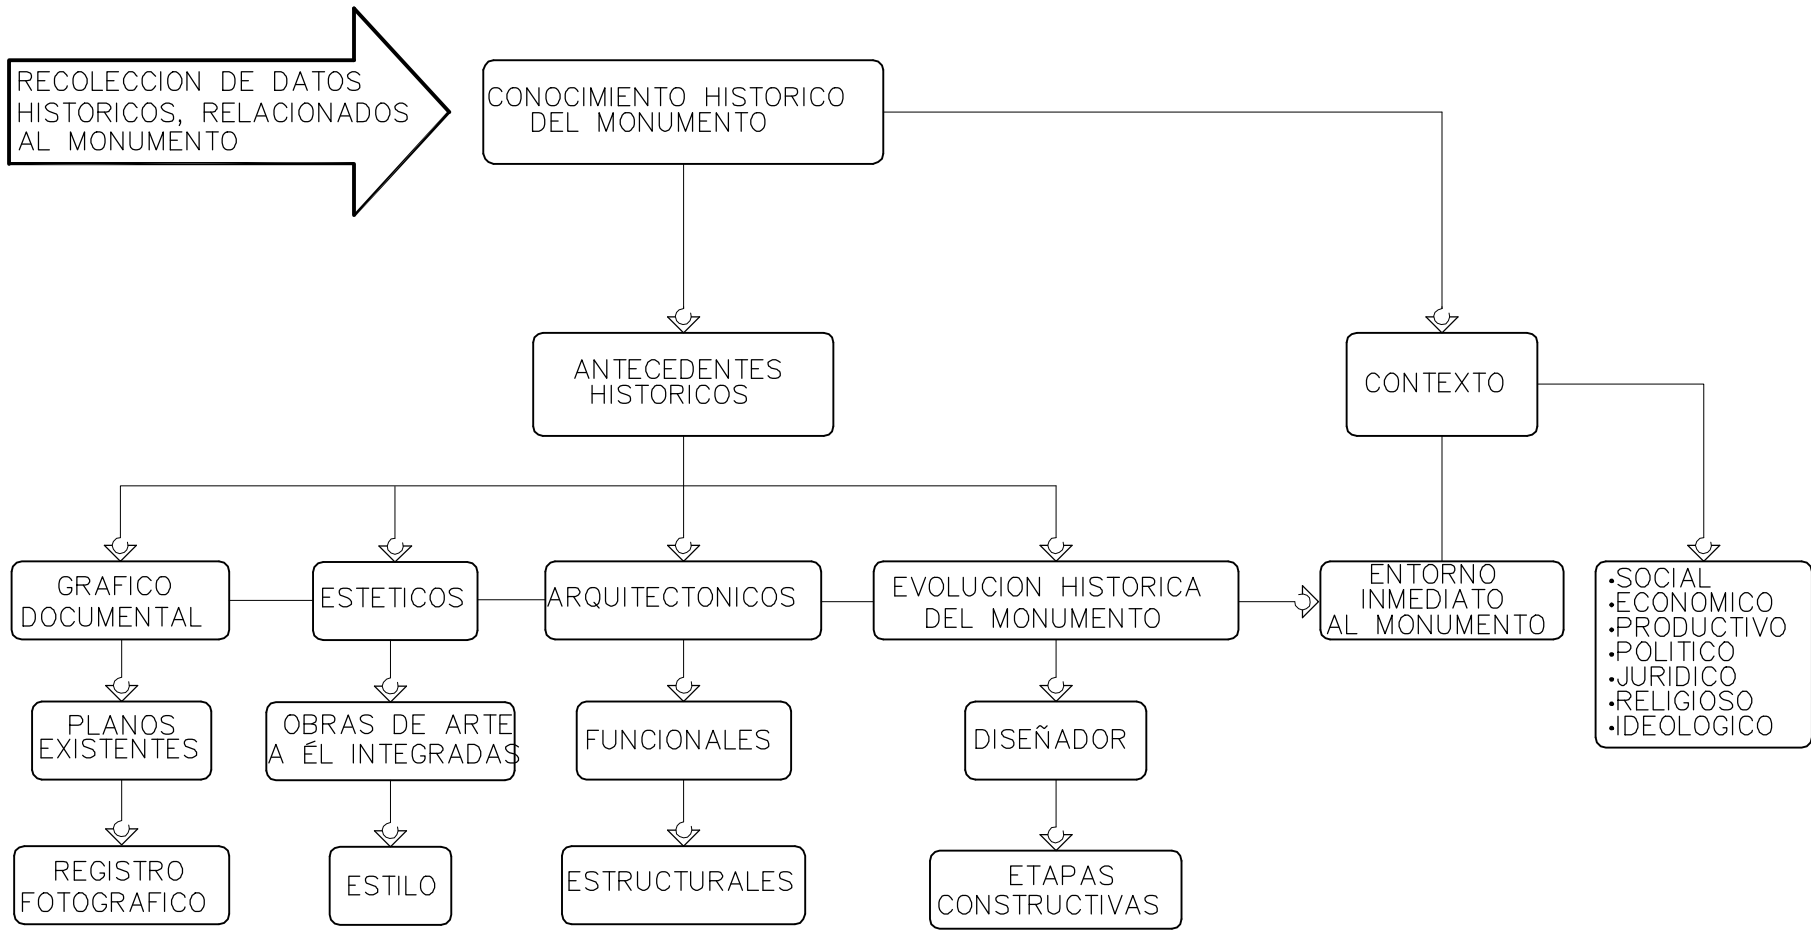 RECOLECCION DE DATOS
HISTORICOS, RELACIONADOS
AL MONUMENTO
CONOCIMIENTO HISTORICO
DEL MONUMENTO
ANTECEDENTES
HISTORICOS
CONTEXTO
GRAFICO
DOCUMENTAL
ESTETICOS
ARQUITECTONICOS
EVOLUCION HISTORICA
DEL MONUMENTO
ENTORNO
INMEDIATO
AL MONUMENTO
•SOCIAL
•ECONOMICO
•PRODUCTIVO
•POLITICO
•JURIDICO
•RELIGIOSO
•IDEOLOGICO
PLANOS
EXISTENTES
OBRAS DE ARTE
A ÉL INTEGRADAS
FUNCIONALES
DISEÑADOR
REGISTRO
FOTOGRAFICO
ESTILO
ESTRUCTURALES
ETAPAS
CONSTRUCTIVAS